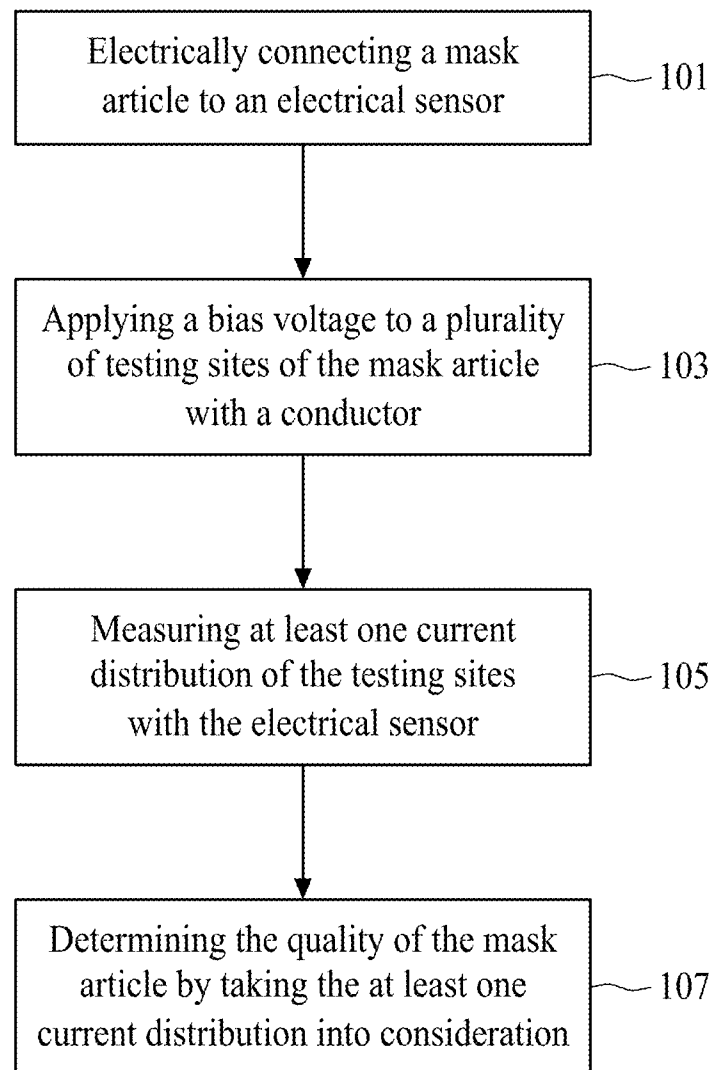 Electrically connecting a mask
article to an electrical sensor
101
Applying a bias voltage to a plurality
of testing sites of the mask article
with a conductor
103
Measuring at least one current
distribution of the testing sites
with the electrical sensor
105
Determining the quality of the mask
article by taking the at least one
current distribution into consideration
107